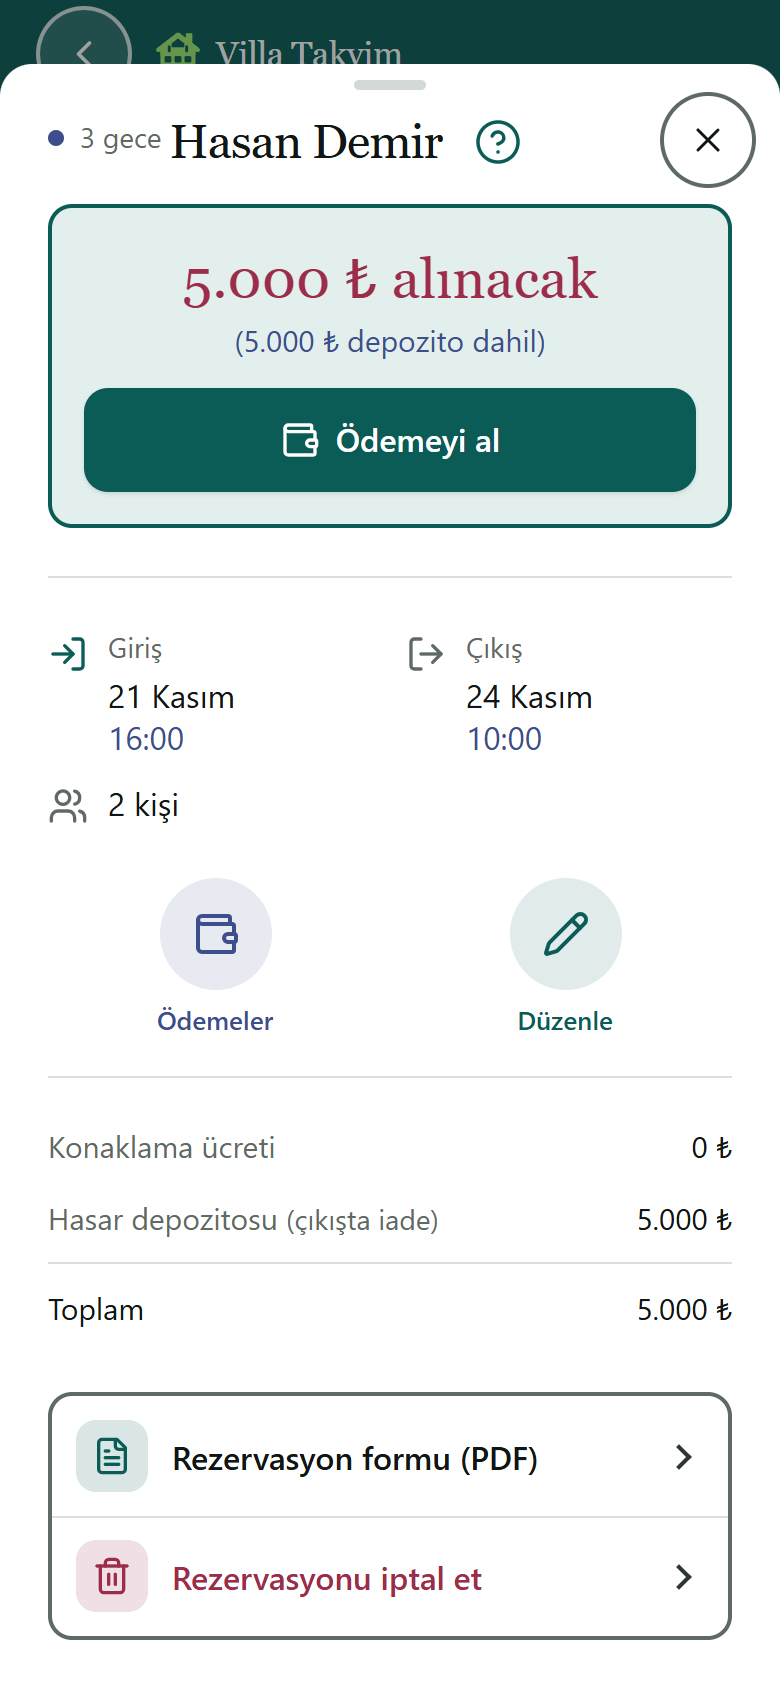 Villa Takvim
3 gece Hasan Demir
5.000 ₺ alınacak
(5.000 ₺ depozito dahil)
Ödemeyi al
Giriş
21 Kasım
16:00
Çıkış
24 Kasım
10:00
2 kişi
Ödemeler
Düzenle
Konaklama ücreti 0 ₺
Hasar depozitosu (çıkışta iade) 5.000 ₺
Toplam 5.000 ₺
Rezervasyon formu (PDF)
Rezervasyonu iptal et